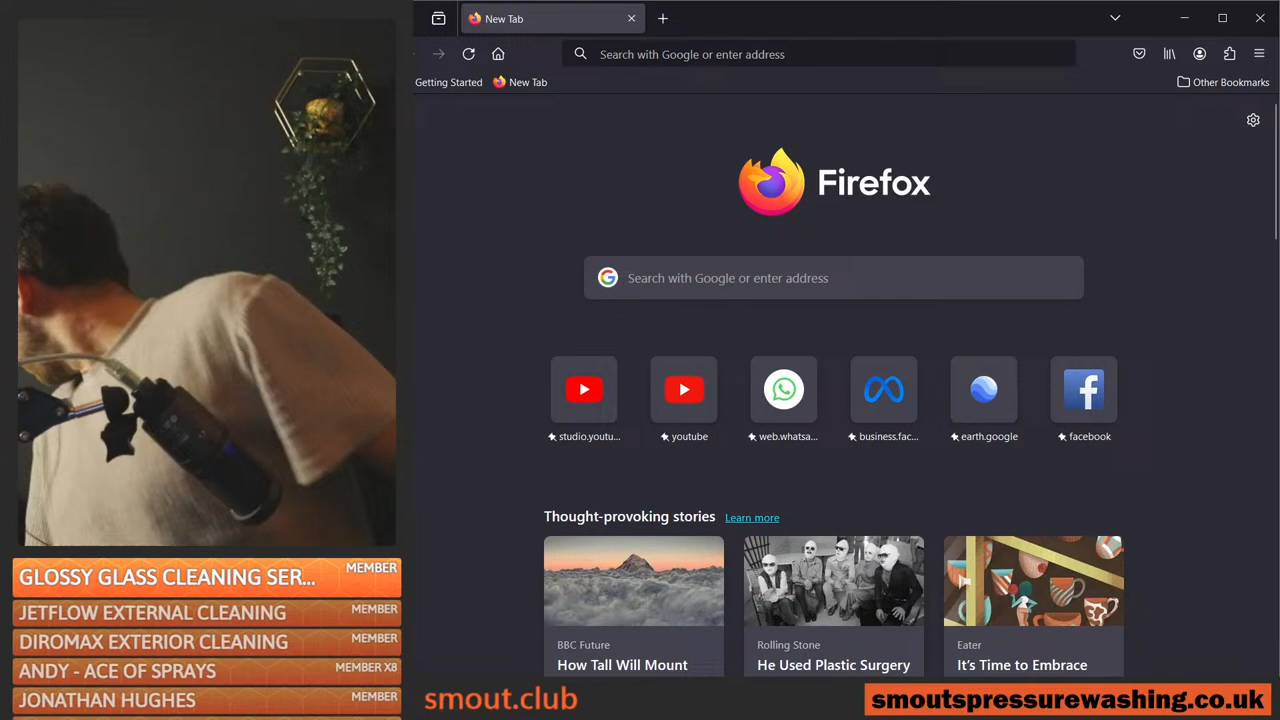 New Tab
Search with Google or enter address
Getting Started
New Tab
Other Bookmarks
Firefox
Search with Google or enter address
studio.youtu...
youtube
web.whatsa...
business.fac...
earth.google
facebook
Thought-provoking stories
Learn more
BBC Future
How Tall Will Mount
Rolling Stone
He Used Plastic Surgery
Eater
It's Time to Embrace
GLOSSY GLASS CLEANING SER...
MEMBER
JETFLOW EXTERNAL CLEANING
MEMBER
DIROMAX EXTERIOR CLEANING
MEMBER
ANDY - ACE OF SPRAYS
MEMBER X8
JONATHAN HUGHES
MEMBER
smout.club
smoutspressurewashing.co.uk